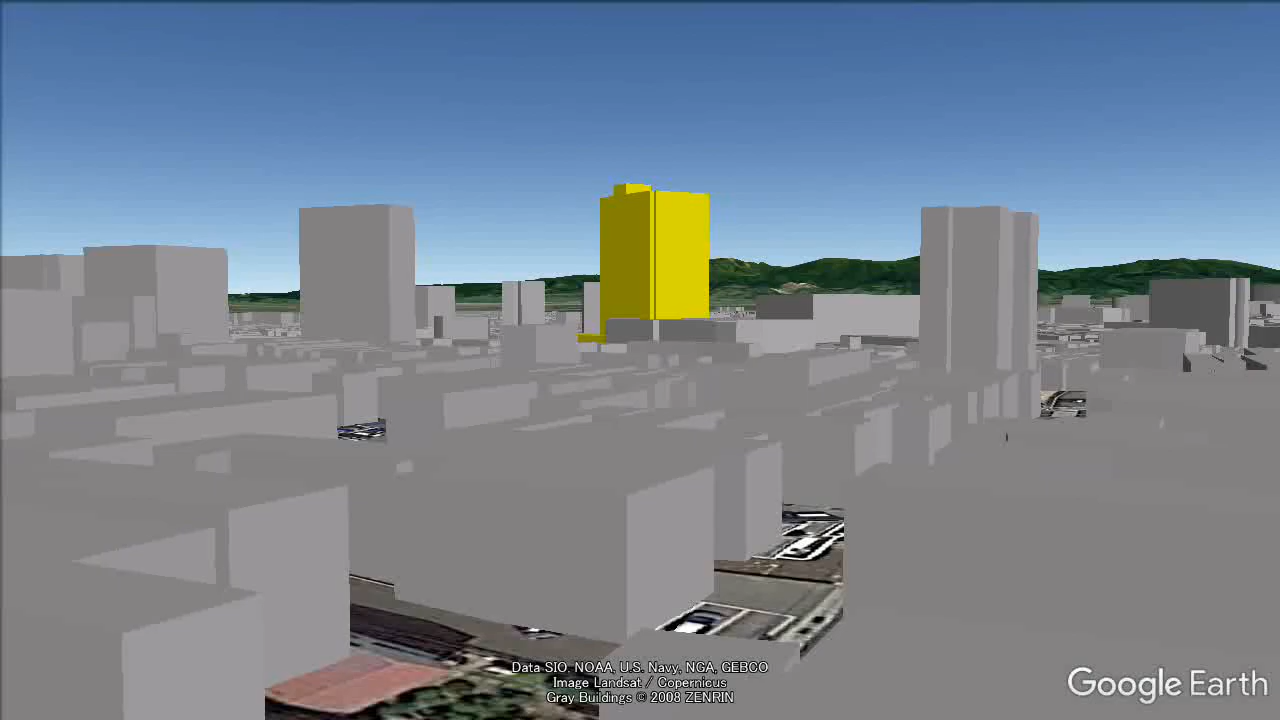 Data SIO, NOAA, U.S. Navy, NGA, GEBCO
Image Landsat / Copernicus
Gray Buildings © 2008 ZENRIN
Google Earth